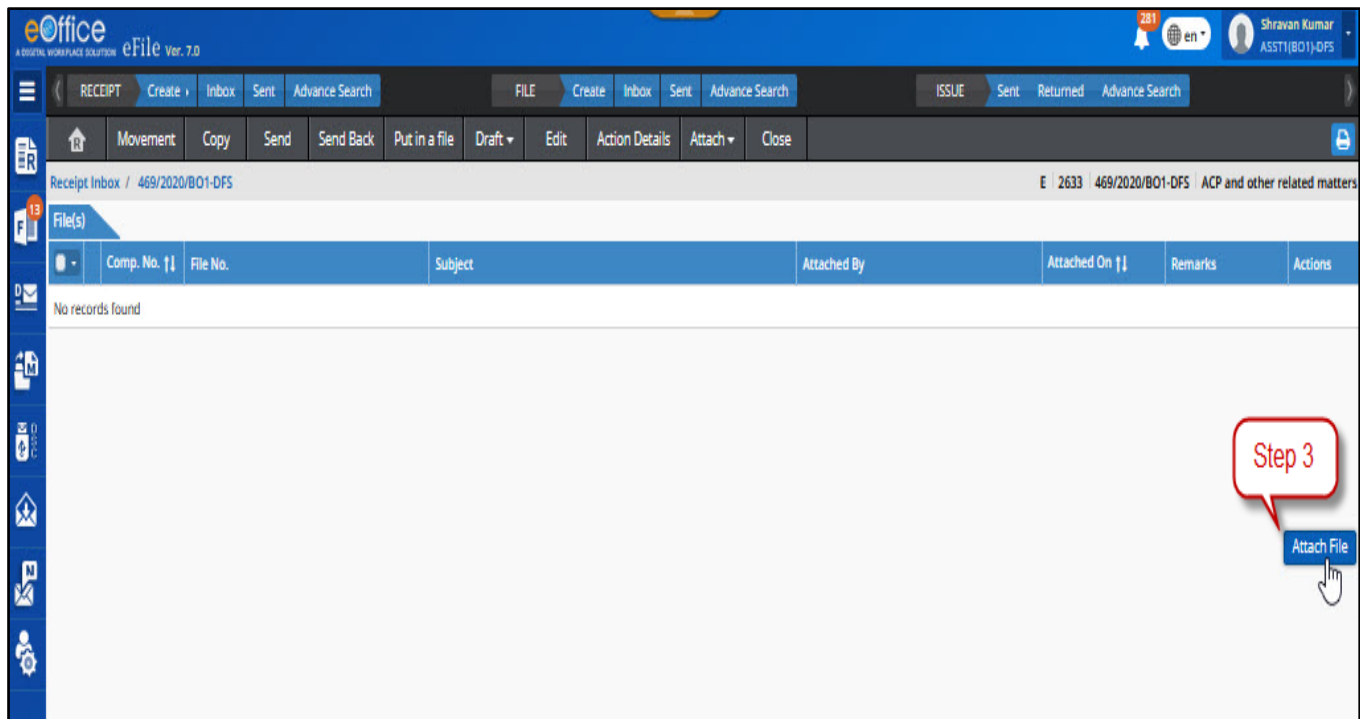 eOffice
A DIGITAL WORKPLACE SOLUTION eFile Ver. 7.0
281
en
Shravan Kumar
ASST1(BO1)-DFS
RECEIPT Create Inbox Sent Advance Search FILE Create Inbox Sent Advance Search ISSUE Sent Returned Advance Search
R Movement Copy Send Send Back Put in a file Draft Edit Action Details Attach Close
R
Receipt Inbox / 469/2020/BO1-DFS E 2633 469/2020/BO1-DFS ACP and other related matters
13
F
File(s)
Comp. No. File No. Subject Attached By Attached On Remarks Actions
D
No records found
M
DSC
Step 3
Attach File
N